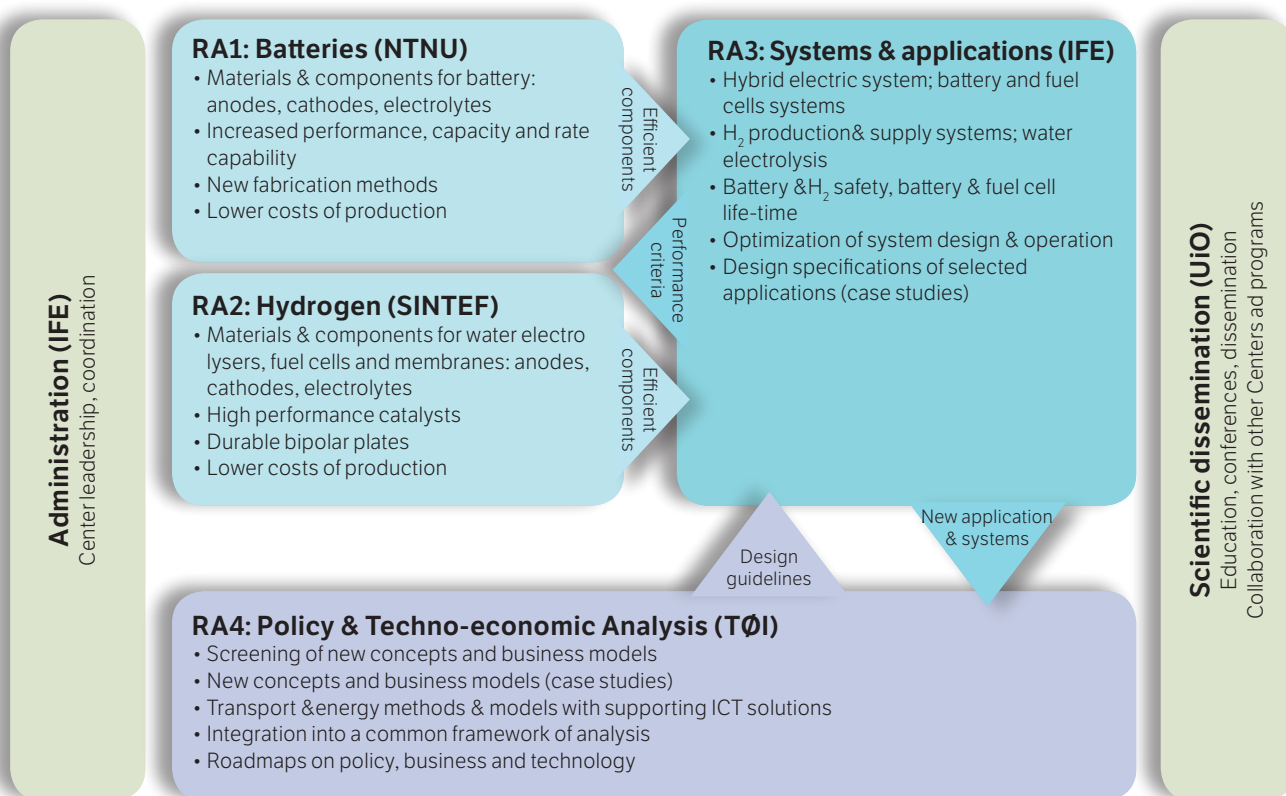 Administration (IFE)
Center leadership, coordination
RA1: Batteries (NTNU)
• Materials & components for battery:
anodes, cathodes, electrolytes
• Increased performance, capacity and rate
capability
• New fabrication methods
• Lower costs of production
Efficient
components
RA2: Hydrogen (SINTEF)
• Materials & components for water electro
lysers, fuel cells and membranes: anodes,
cathodes, electrolytes
• High performance catalysts
• Durable bipolar plates
• Lower costs of production
Efficient
components
Performance
criteria
RA3: Systems & applications (IFE)
• Hybrid electric system; battery and fuel
cells systems
• H₂ production& supply systems; water
electrolysis
• Battery &H₂ safety, battery & fuel cell
life-time
• Optimization of system design & operation
• Design specifications of selected
applications (case studies)
Design
guidelines
New application
& systems
RA4: Policy & Techno-economic Analysis (TØI)
• Screening of new concepts and business models
• New concepts and business models (case studies)
• Transport &energy methods & models with supporting ICT solutions
• Integration into a common framework of analysis
• Roadmaps on policy, business and technology
Scientific dissemination (UiO)
Education, conferences, dissemination
Collaboration with other Centers ad programs